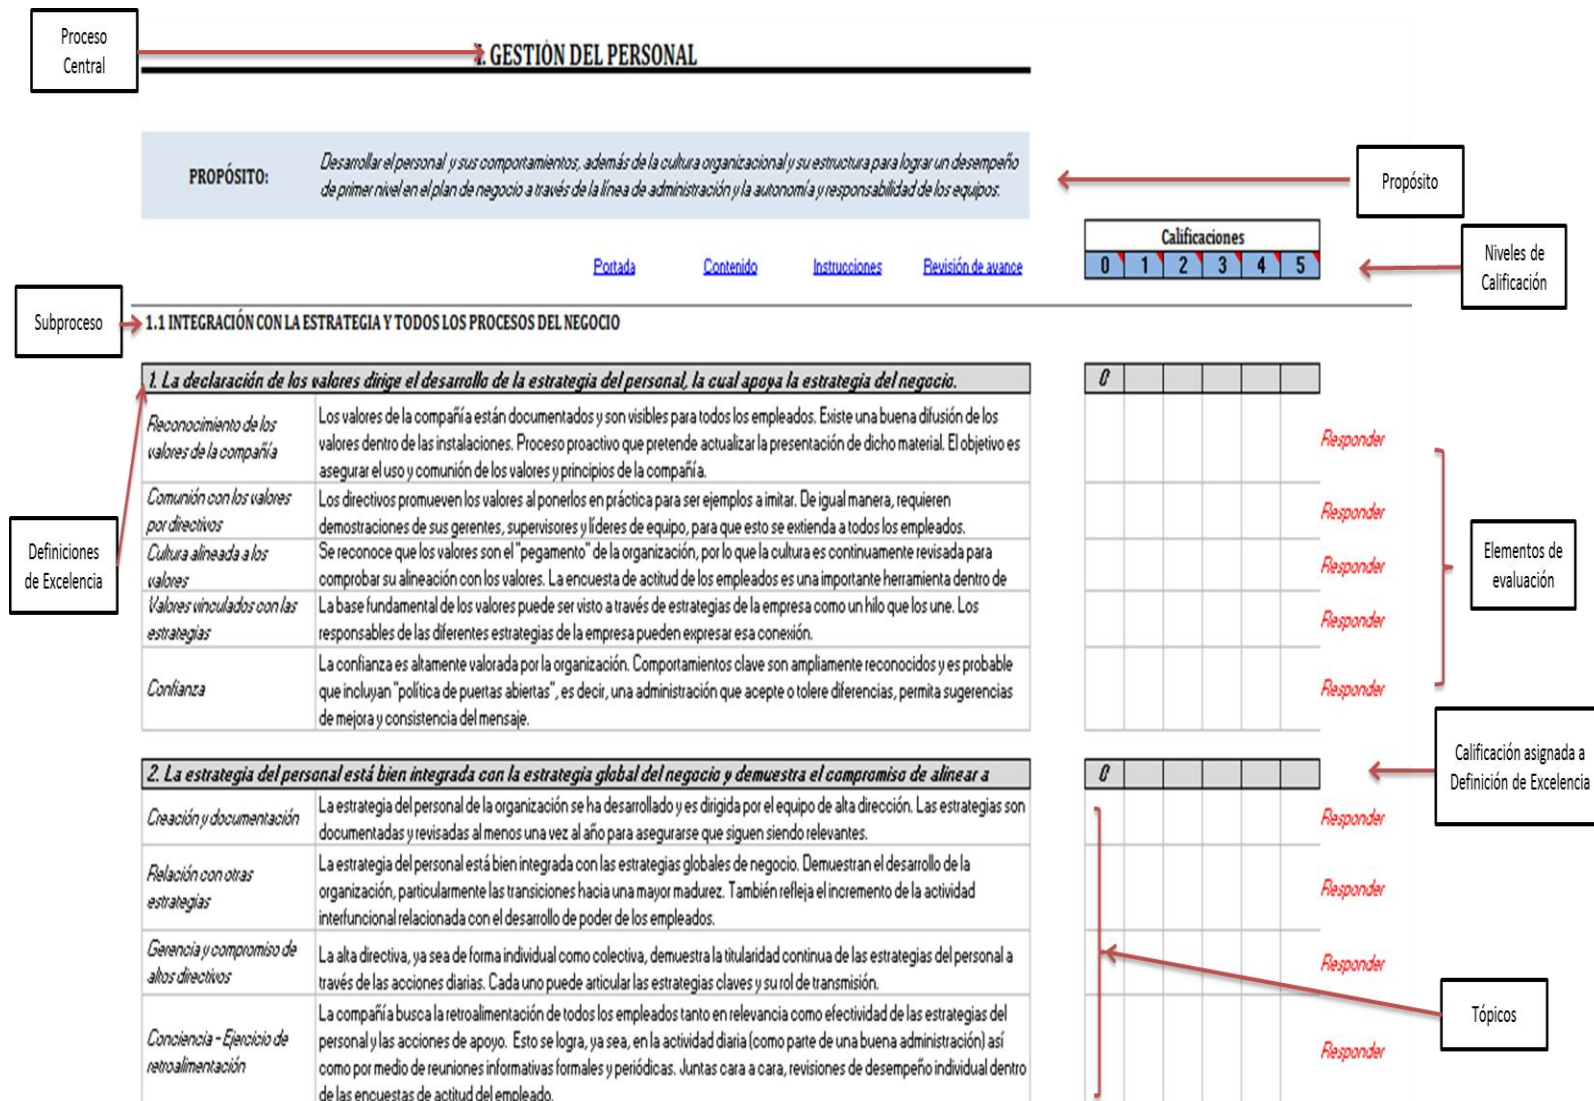 Proceso
Central
1. GESTIÓN DEL PERSONAL
PROPÓSITO:
Desarrollar el personal y sus comportamientos, además de la cultura organizacional y su estructura para lograr un desempeño
de primer nivel en el plan de negocio a través de la línea de administración y la autonomía y responsabilidad de los equipos.
Propósito
Calificaciones
0 1 2 3 4 5
Niveles de
Calificación
Portada Contenido Instrucciones Revisión de avance
Subproceso
1.1 INTEGRACIÓN CON LA ESTRATEGIA Y TODOS LOS PROCESOS DEL NEGOCIO
1. La declaración de los valores dirige el desarrollo de la estrategia del personal, la cual apoya la estrategia del negocio.
0
Reconocimiento de los
valores de la compañía
Los valores de la compañía están documentados y son visibles para todos los empleados. Existe una buena difusión de los
valores dentro de las instalaciones. Proceso proactivo que pretende actualizar la presentación de dicho material. El objetivo es
asegurar el uso y comunión de los valores y principios de la compañía.
Responder
Comunión con los valores
por directivos
Los directivos promueven los valores al ponerlos en práctica para ser ejemplos a imitar. De igual manera, requieren
demostraciones de sus gerentes, supervisores y líderes de equipo, para que esto se extienda a todos los empleados.
Responder
Cultura alineada a los
valores
Se reconoce que los valores son el "pegamento" de la organización, por lo que la cultura es continuamente revisada para
comprobar su alineación con los valores. La encuesta de actitud de los empleados es una importante herramienta dentro de
Responder
Valores vinculados con las
estrategias
La base fundamental de los valores puede ser visto a través de estrategias de la empresa como un hilo que los une. Los
responsables de las diferentes estrategias de la empresa pueden expresar esa conexión.
Responder
Confianza
La confianza es altamente valorada por la organización. Comportamientos clave son ampliamente reconocidos y es probable
que incluyan "política de puertas abiertas", es decir, una administración que acepte o tolere diferencias, permita sugerencias
de mejora y consistencia del mensaje.
Responder
Definiciones
de Excelencia
Elementos de
evaluación
2. La estrategia del personal está bien integrada con la estrategia global del negocio y demuestra el compromiso de alinear a
0
Calificación asignada a
Definición de Excelencia
Creación y documentación
La estrategia del personal de la organización se ha desarrollado y es dirigida por el equipo de alta dirección. Las estrategias son
documentadas y revisadas al menos una vez al año para asegurarse que siguen siendo relevantes.
Responder
Relación con otras
estrategias
La estrategia del personal está bien integrada con las estrategias globales de negocio. Demuestran el desarrollo de la
organización, particularmente las transiciones hacia una mayor madurez. También refleja el incremento de la actividad
interfuncional relacionada con el desarrollo de poder de los empleados.
Responder
Gerencia y compromiso de
altos directivos
La alta directiva, ya sea de forma individual como colectiva, demuestra la titularidad continua de las estrategias del personal a
través de las acciones diarias. Cada uno puede articular las estrategias claves y su rol de transmisión.
Responder
Tópicos
Conciencia - Ejercicio de
retroalimentación
La compañía busca la retroalimentación de todos los empleados tanto en relevancia como efectividad de las estrategias del
personal y las acciones de apoyo. Esto se logra, ya sea, en la actividad diaria (como parte de una buena administración) así
como por medio de reuniones informativas formales y periódicas. Juntas cara a cara, revisiones de desempeño individual dentro
de las encuestas de actitud del empleado.
Responder